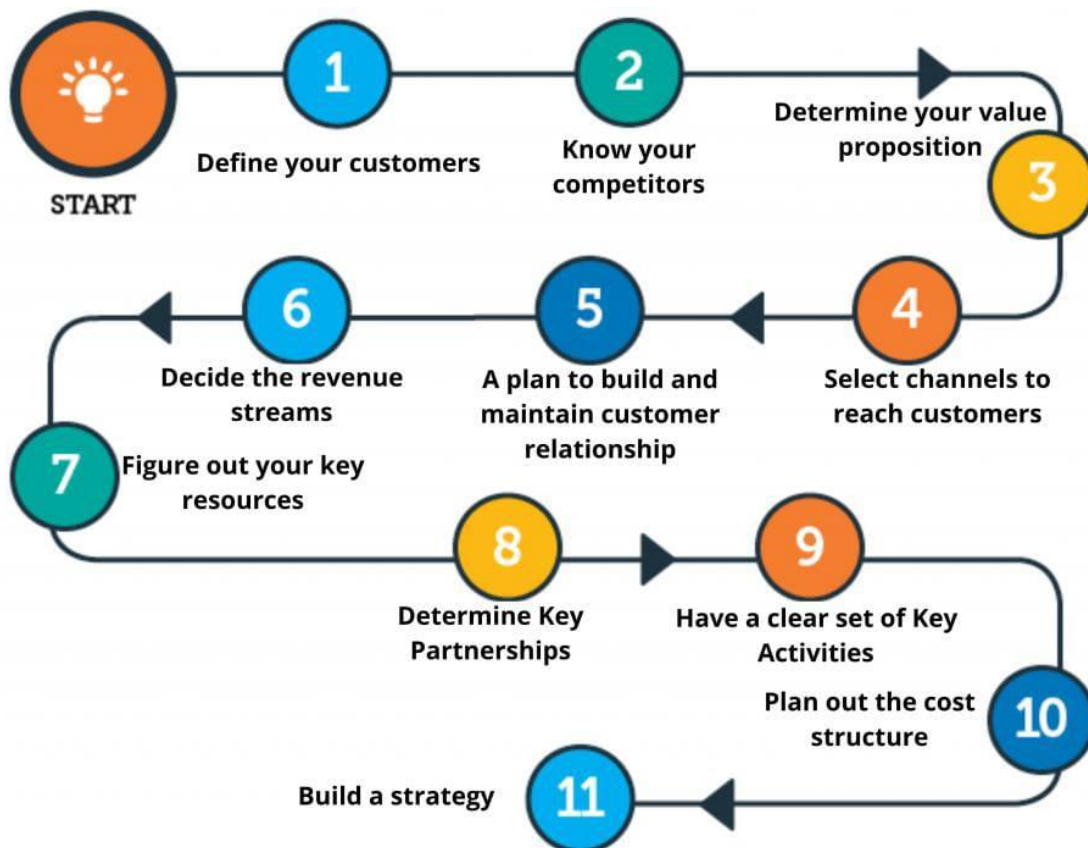 START
1
Define your customers
2
Know your
competitors
Determine your value
proposition
3
4
Select channels to
reach customers
5
A plan to build and
maintain customer
relationship
6
Decide the revenue
streams
7
Figure out your key
resources
8
Determine Key
Partnerships
9
Have a clear set of Key
Activities
10
Plan out the cost
structure
11
Build a strategy